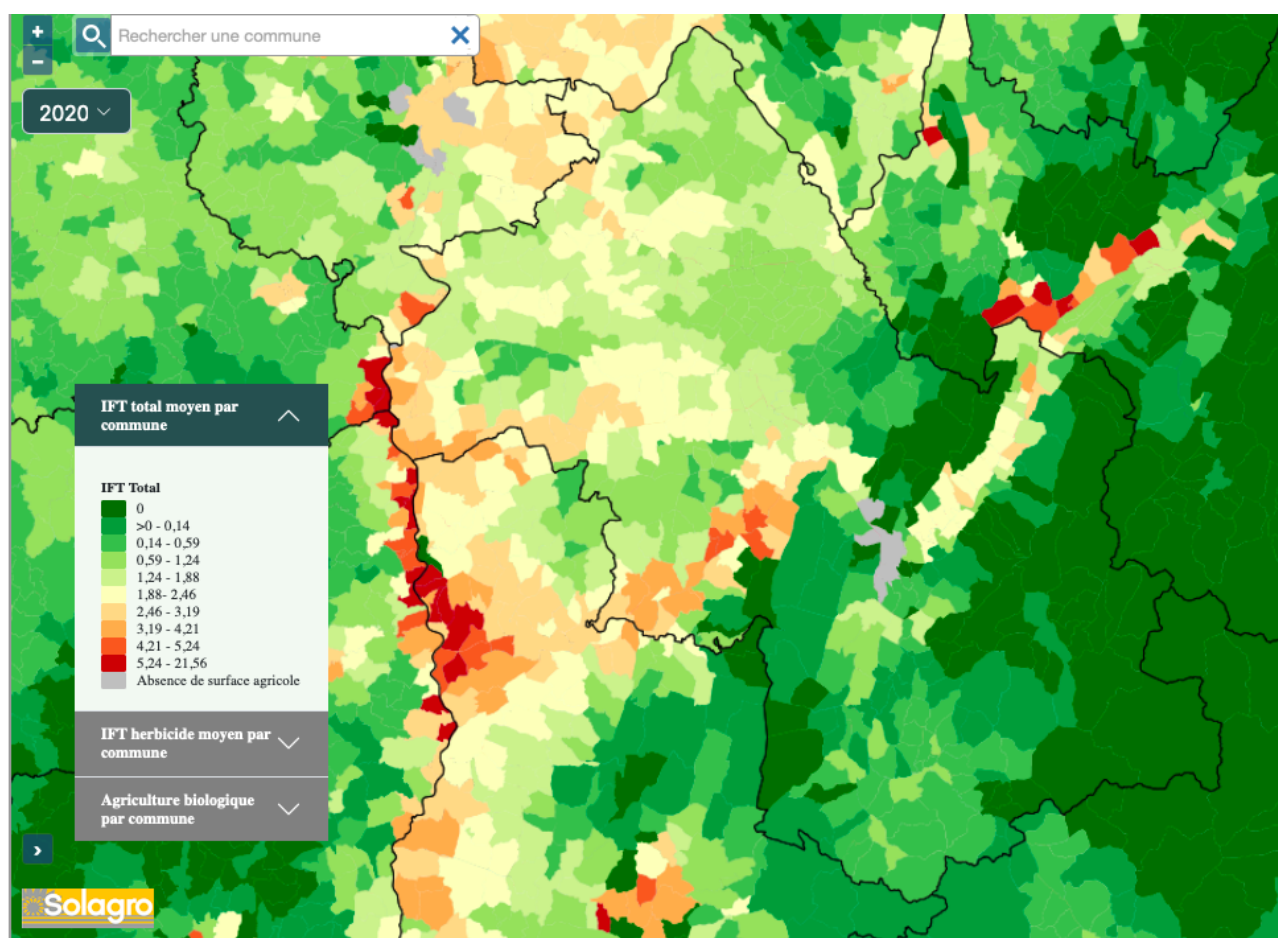 +
Rechercher une commune
-
2020
IFT total moyen par
commune
IFT Total
0
>0 - 0,14
0,14 - 0,59
0,59 - 1,24
1,24 - 1,88
1,88- 2,46
2,46 - 3,19
3,19 - 4,21
4,21 - 5,24
5,24 - 21,56
Absence de surface agricole
IFT herbicide moyen par
commune
Agriculture biologique
par commune
Solagro